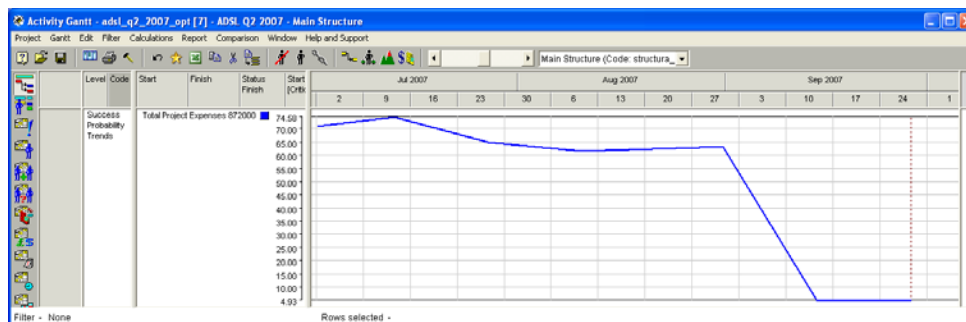 Activity Gantt - adsl_q2_2007_opt [7] - ADSL Q2 2007 - Main Structure
Project Gantt Edit Filter Calculations Report Comparison Window Help and Support
Main Structure (Code: structura_
Level Code Start Finish Status Finish Start [Critic
Jul 2007 Aug 2007 Sep 2007
2 9 16 23 30 6 13 20 27 3 10 17 24 1
Success Probability Trends
Total Project Expenses 872000
74.59
70.00
65.00
60.00
55.00
50.00
45.00
40.00
35.00
30.00
25.00
20.00
15.00
10.00
4.93
Filter - None Rows selected -